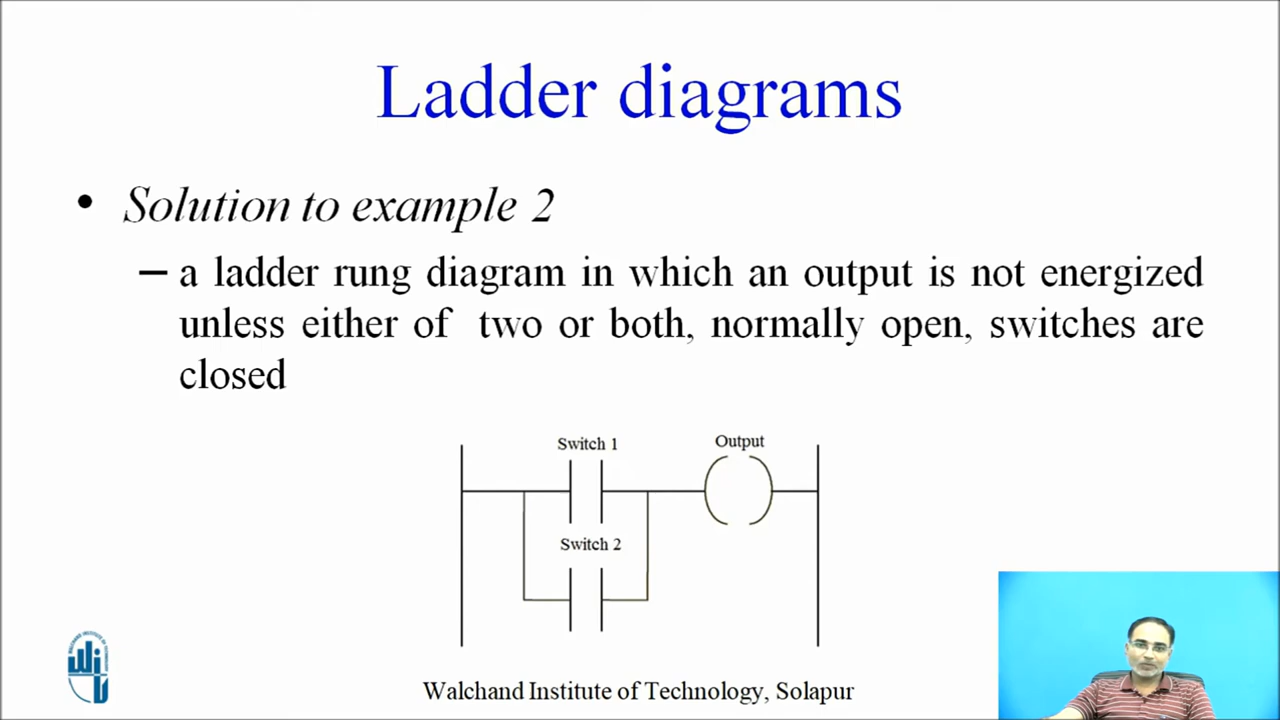 Ladder diagrams
• Solution to example 2
– a ladder rung diagram in which an output is not energized
unless either of two or both, normally open, switches are
closed
Switch 1
Output
Switch 2
Walchand Institute of Technology, Solapur